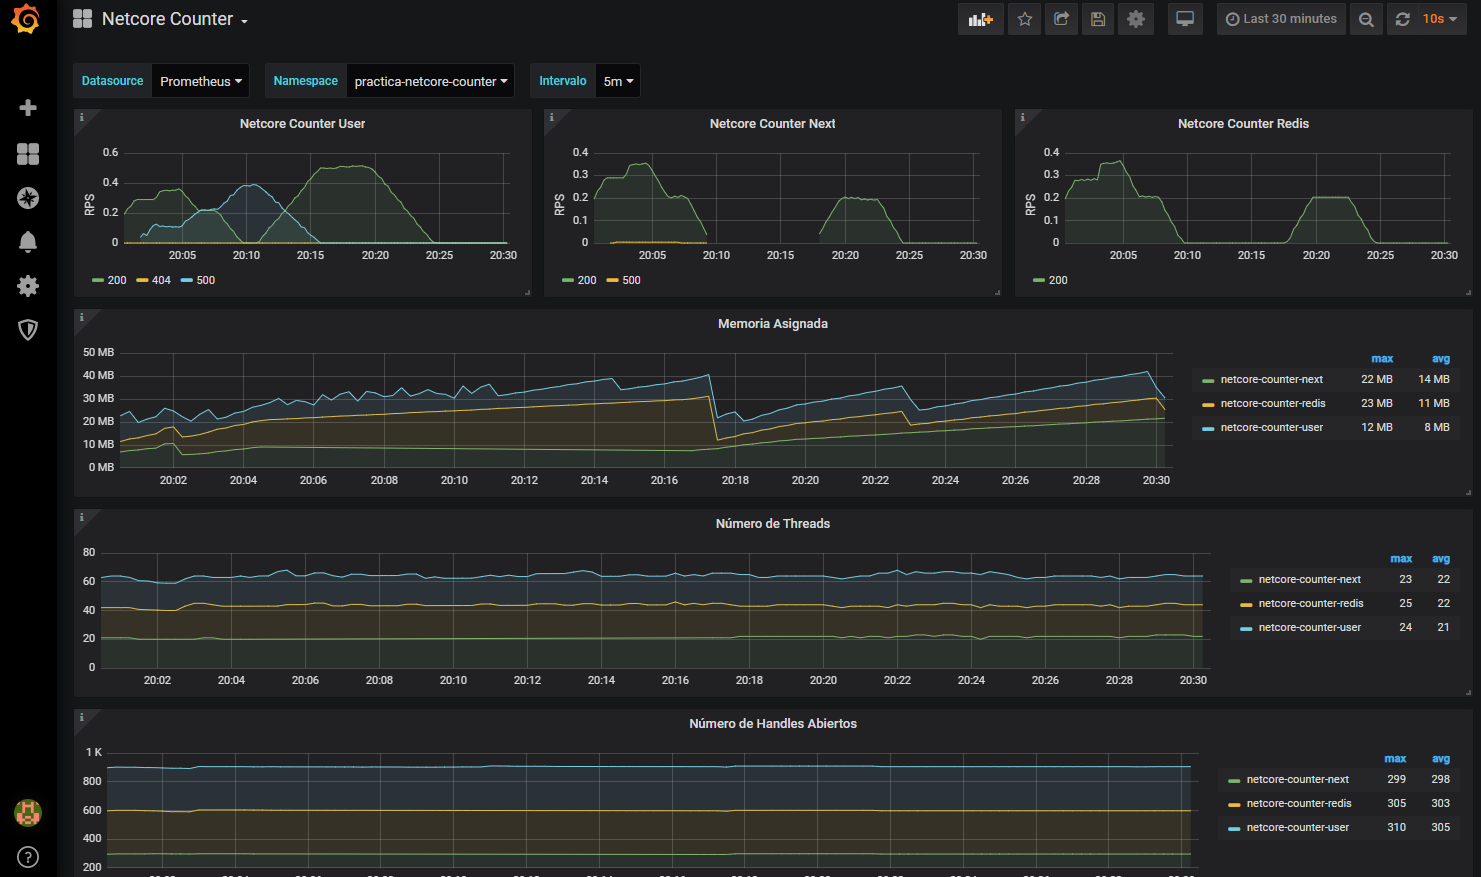 Netcore Counter
Last 30 minutes
10s
Datasource Prometheus Namespace practica-netcore-counter Intervalo 5m
Netcore Counter User
0.6
0.4
0.2
0
RPS
20:05 20:10 20:15 20:20 20:25 20:30
200 404 500
Netcore Counter Next
0.4
0.3
0.2
0.1
0
RPS
20:05 20:10 20:15 20:20 20:25 20:30
200 500
Netcore Counter Redis
0.4
0.3
0.2
0.1
0
RPS
20:05 20:10 20:15 20:20 20:25 20:30
200
Memoria Asignada
50 MB
40 MB
30 MB
20 MB
10 MB
0 MB
20:02 20:04 20:06 20:08 20:10 20:12 20:14 20:16 20:18 20:20 20:22 20:24 20:26 20:28 20:30
max avg
netcore-counter-next 22 MB 14 MB
netcore-counter-redis 23 MB 11 MB
netcore-counter-user 12 MB 8 MB
Número de Threads
80
60
40
20
0
20:02 20:04 20:06 20:08 20:10 20:12 20:14 20:16 20:18 20:20 20:22 20:24 20:26 20:28 20:30
max avg
netcore-counter-next 23 22
netcore-counter-redis 25 22
netcore-counter-user 24 21
Número de Handles Abiertos
1 K
800
600
400
200
max avg
netcore-counter-next 299 298
netcore-counter-redis 305 303
netcore-counter-user 310 305